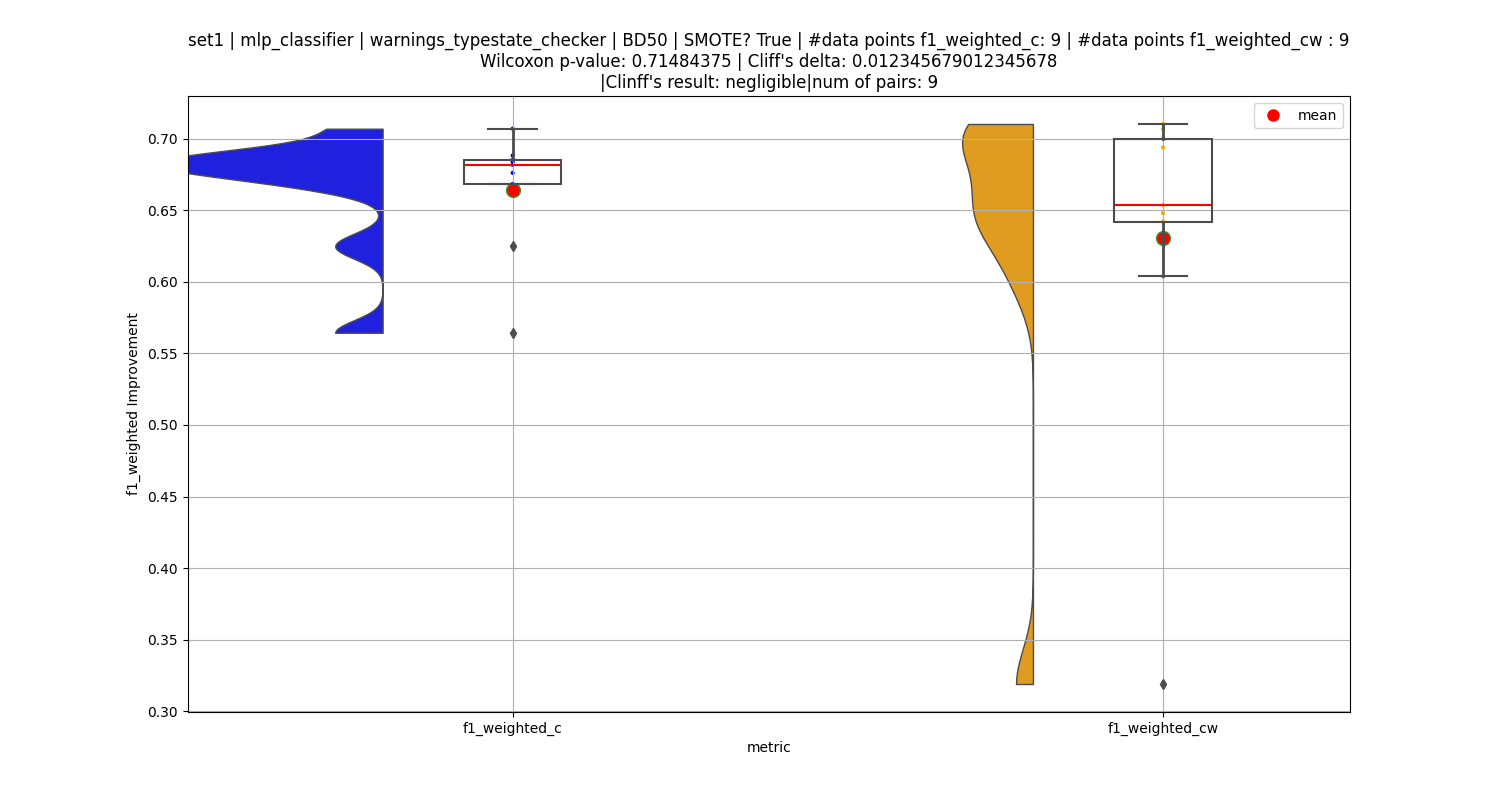 set1 | mlp_classifier | warnings_typestate_checker | BD50 | SMOTE? True | #data points f1_weighted_c: 9 | #data points f1_weighted_cw : 9
Wilcoxon p-value: 0.71484375 | Cliff's delta: 0.012345679012345678
|Clinff's result: negligible|num of pairs: 9
mean
0.70
0.65
0.60
0.55
0.50
0.45
0.40
0.35
0.30
f1_weighted Improvement
f1_weighted_c
f1_weighted_cw
metric